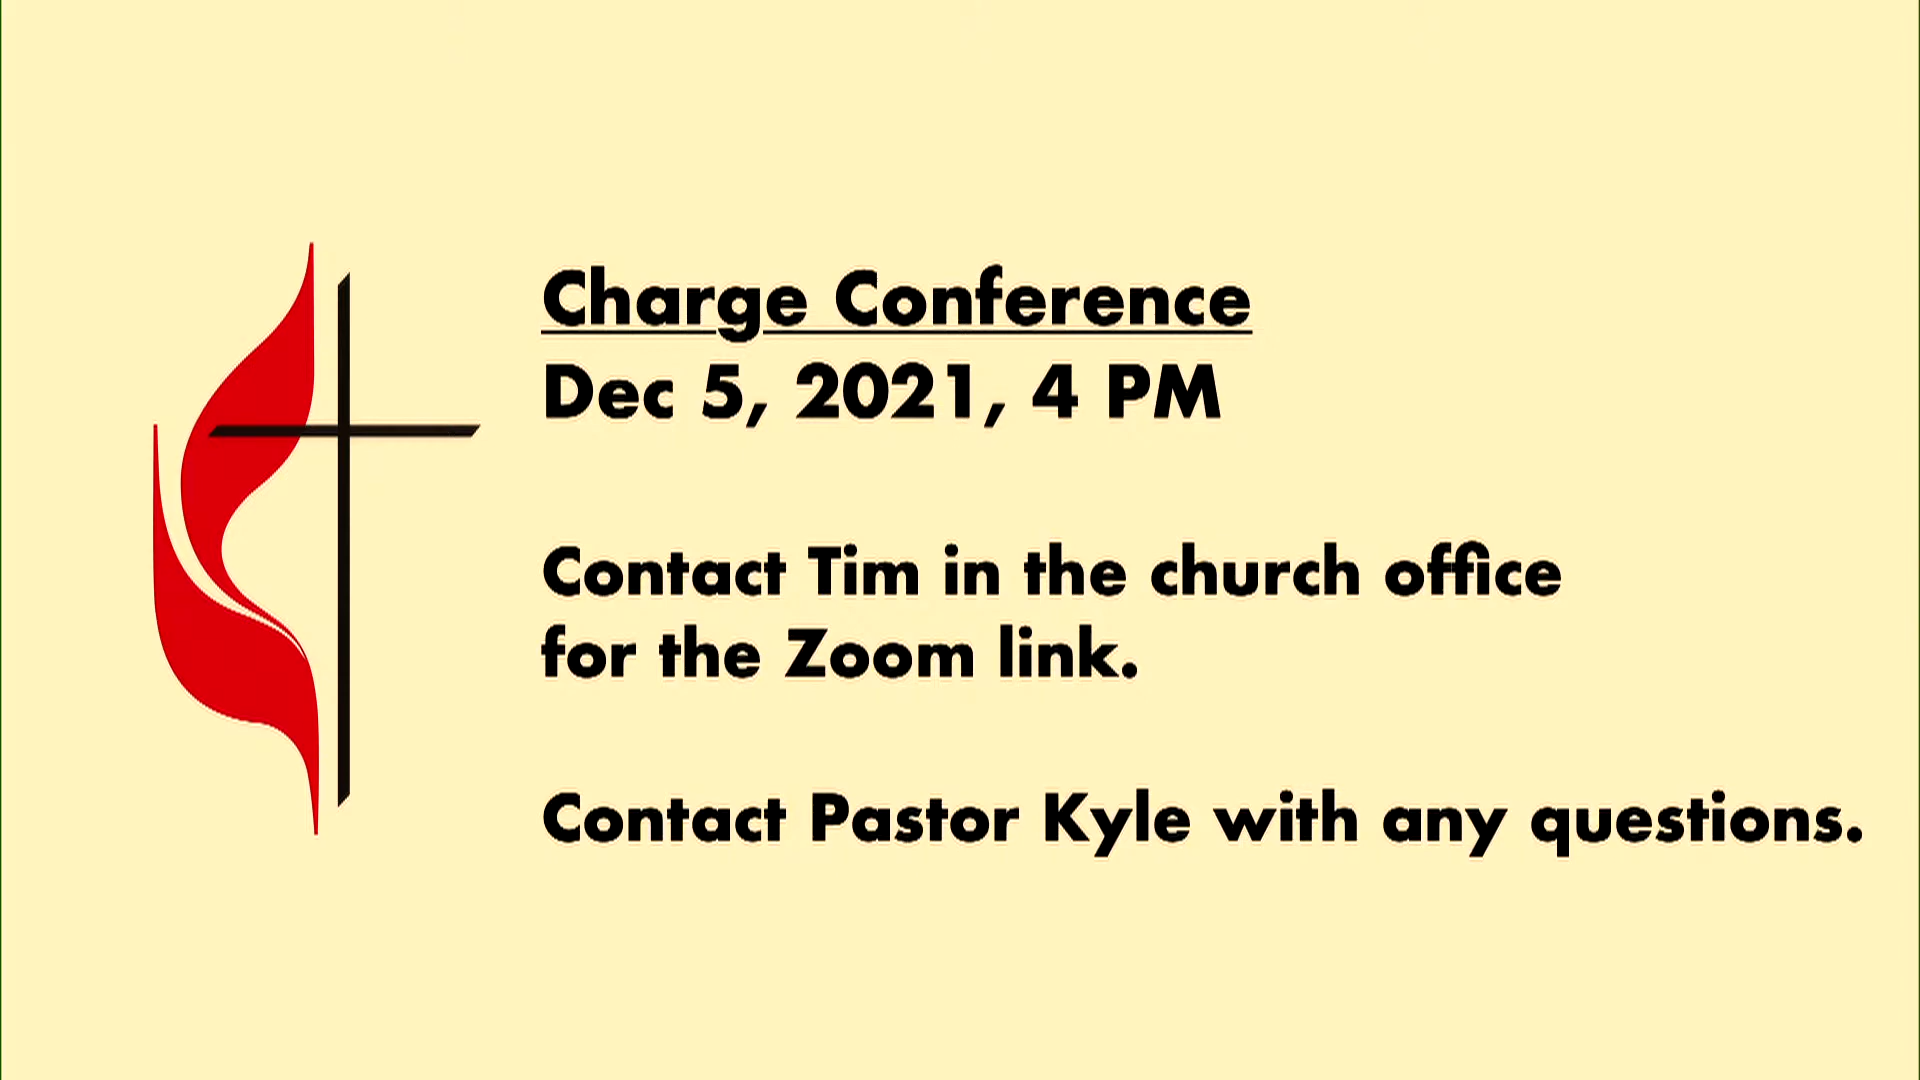 Charge Conference
Dec 5, 2021, 4 PM
Contact Tim in the church office
for the Zoom link.
Contact Pastor Kyle with any questions.